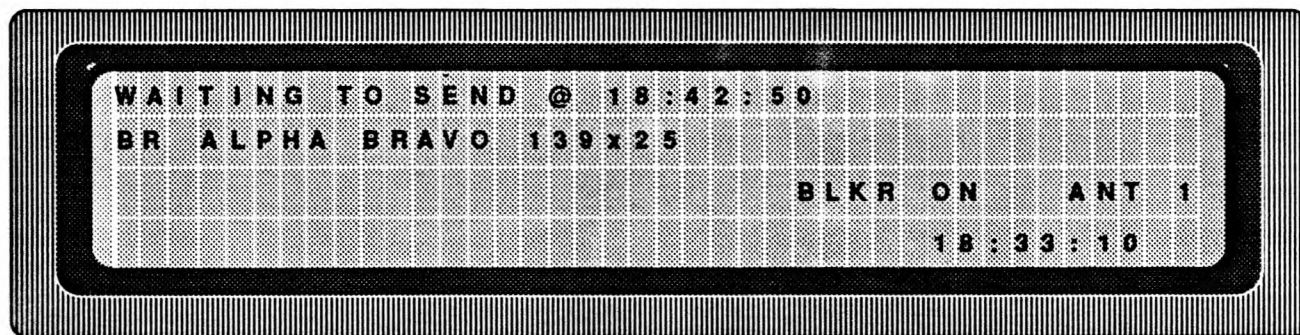 WAITING TO SEND @ 18:42:50
BR ALPHA BRAVO 139x25
BLKR ON ANT 1
18:33:10